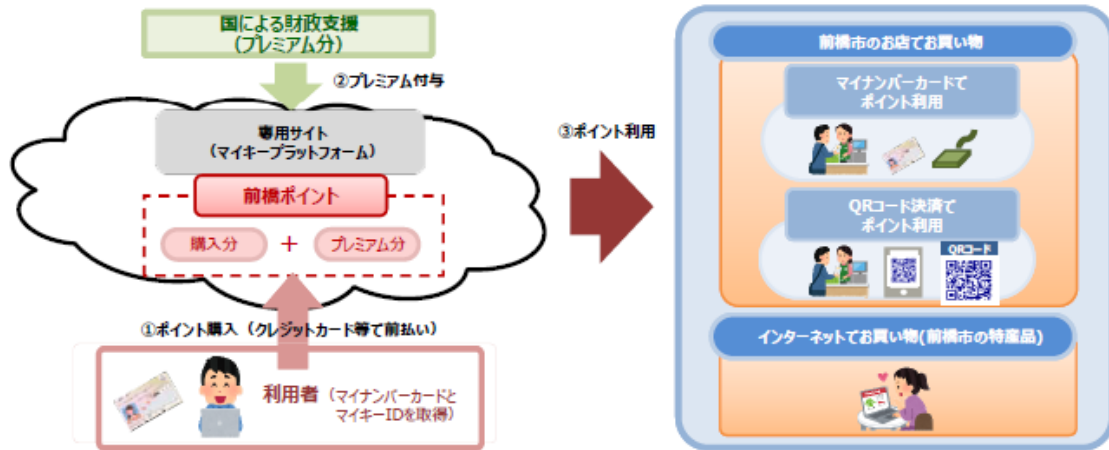 国による財政支援
(プレミアム分)
②プレミアム付与
専用サイト
(マイキープラットフォーム)
前橋ポイント
購入分 + プレミアム分
①ポイント購入（クレジットカード等で前払い）
利用者（マイナンバーカードと
マイキーIDを取得）
③ポイント利用
前橋市のお店でお買い物
マイナンバーカードで
ポイント利用
QRコード決済で
ポイント利用
QRコード
インターネットでお買い物(前橋市の特産品)